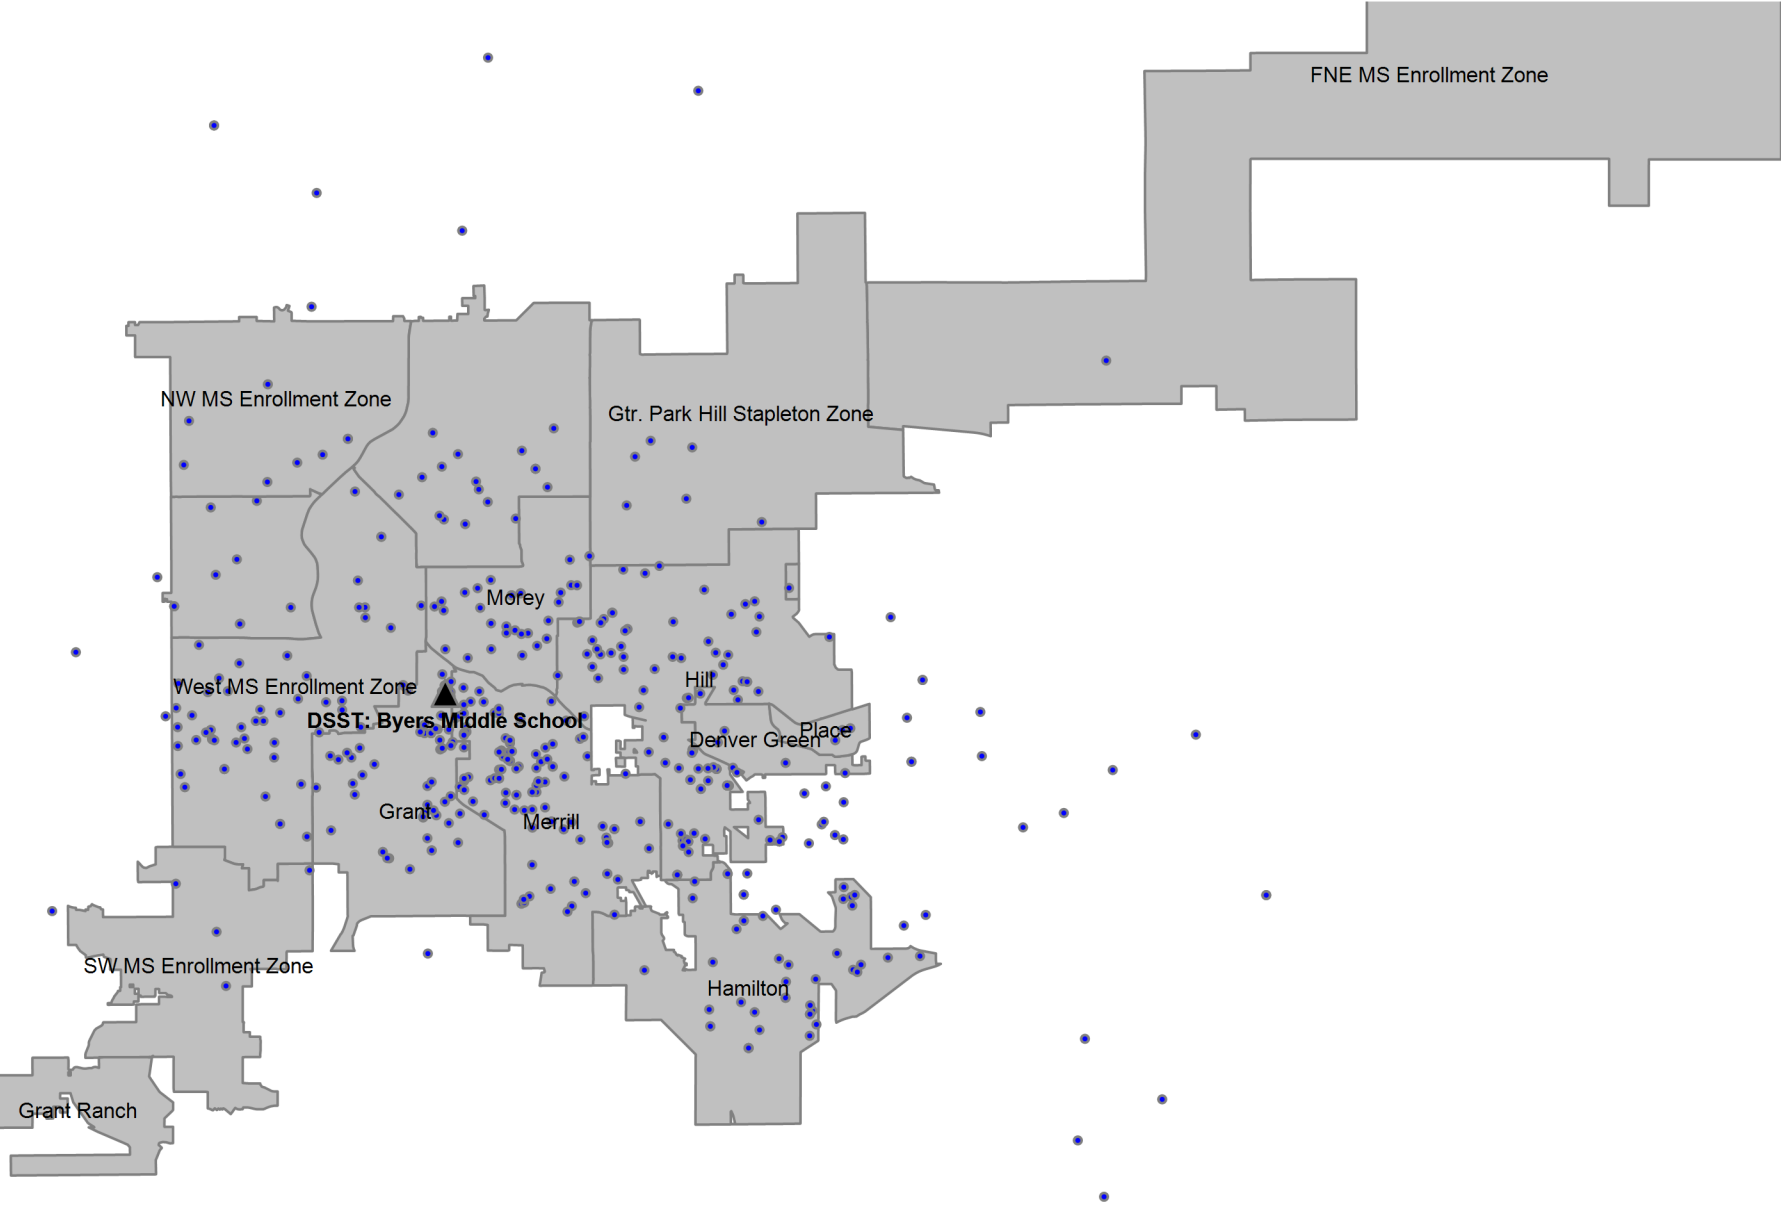 FNE MS Enrollment Zone
NW MS Enrollment Zone
Gtr. Park Hill Stapleton Zone
Morey
Hill
West MS Enrollment Zone
DSST: Byers Middle School
Place
Denver Green
Grant
Merrill
SW MS Enrollment Zone
Hamilton
Grant Ranch